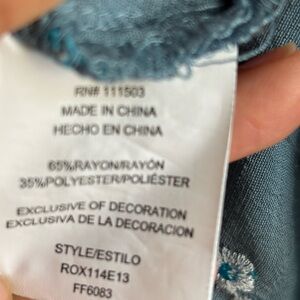 RN# 111503
MADE IN CHINA
HECHO EN CHINA
65%RAYON/RAYÓN
35%POLYESTER/POLIÉSTER
EXCLUSIVE OF DECORATION
EXCLUSIVA DE LA DECORACIÓN
STYLE/ESTILO
ROX114E13
FF6083